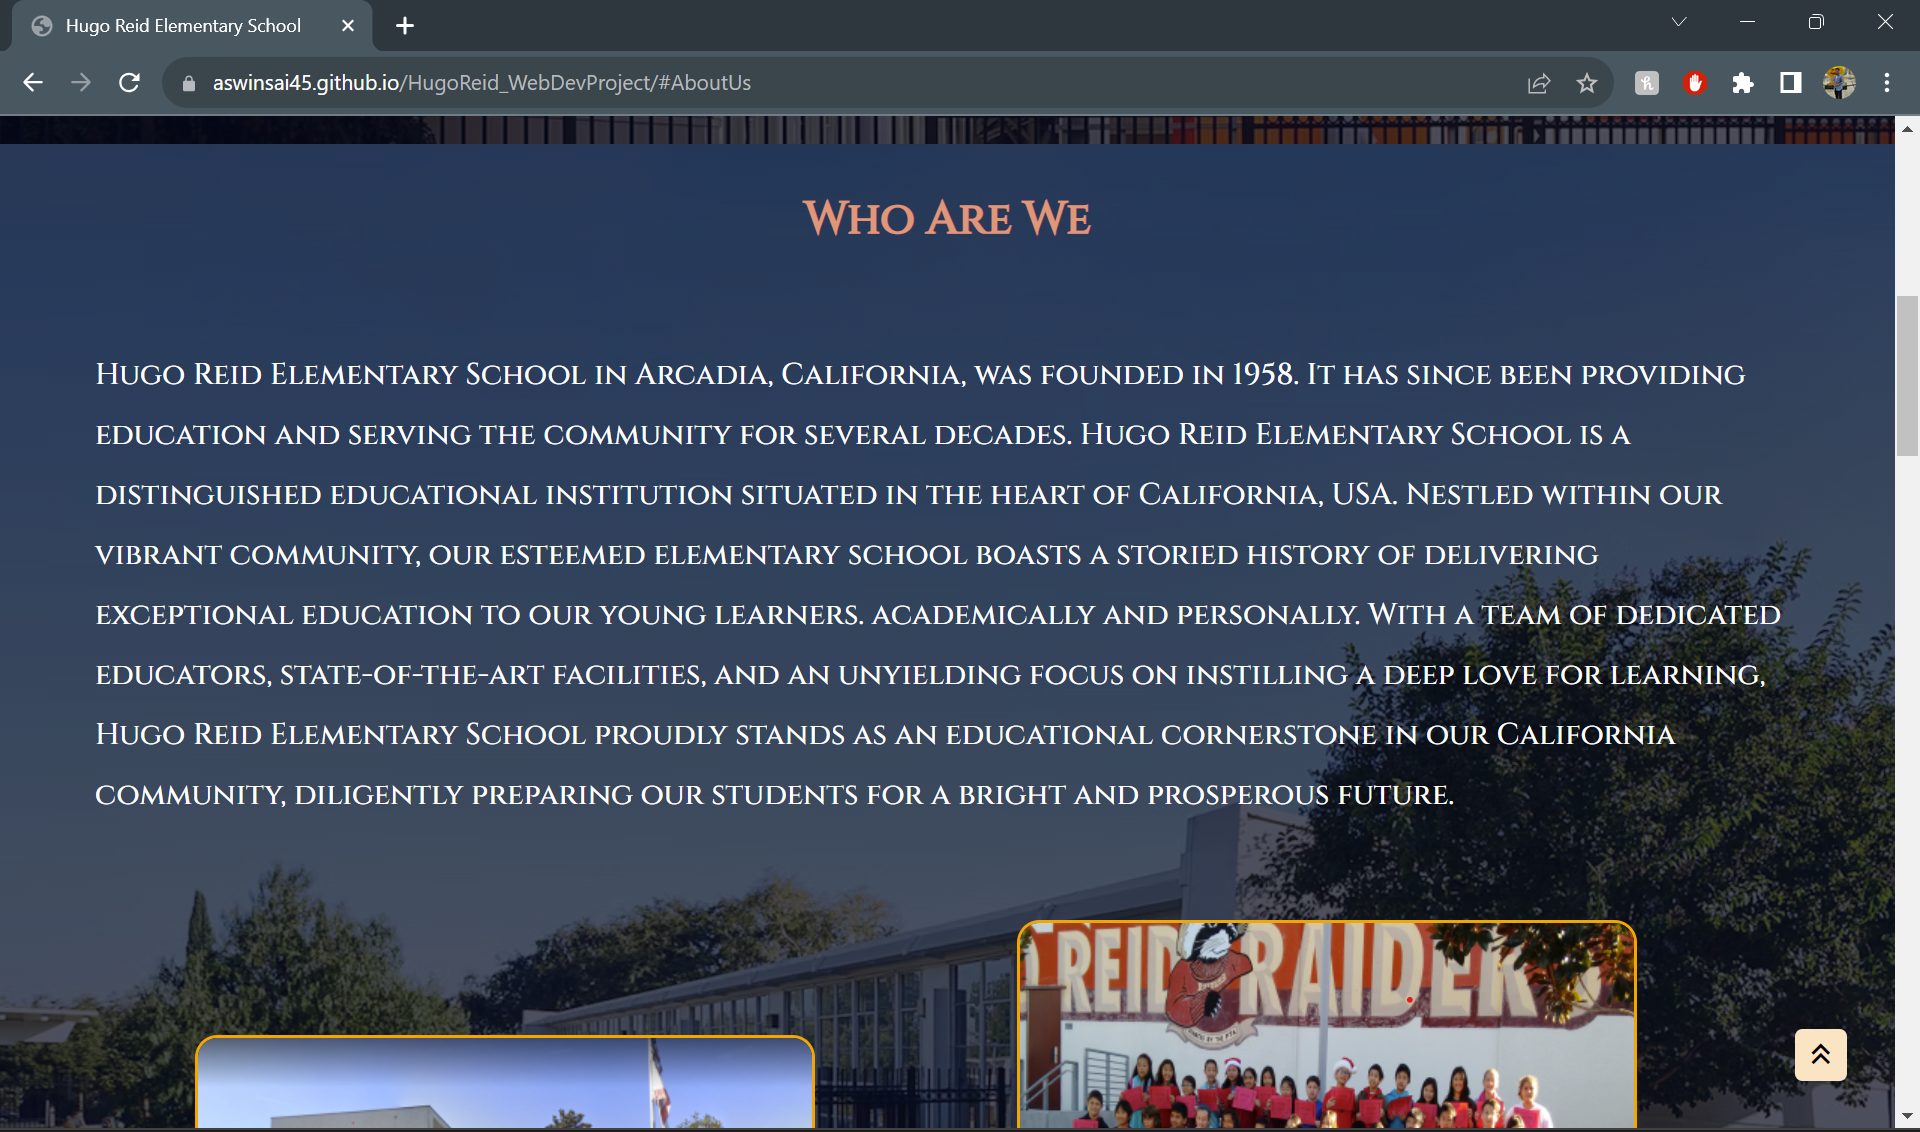 Hugo Reid Elementary School
aswinsai45.github.io/HugoReid_WebDevProject/#AboutUs
Who Are We
Hugo Reid Elementary School in Arcadia, California, was founded in 1958. It has since been providing
education and serving the community for several decades. Hugo Reid Elementary School is a
distinguished educational institution situated in the heart of California, USA. Nestled within our
vibrant community, our esteemed elementary school boasts a storied history of delivering
exceptional education to our young learners. academically and personally. With a team of dedicated
educators, state-of-the-art facilities, and an unyielding focus on instilling a deep love for learning,
Hugo Reid Elementary School proudly stands as an educational cornerstone in our California
community, diligently preparing our students for a bright and prosperous future.
REID RAIDER